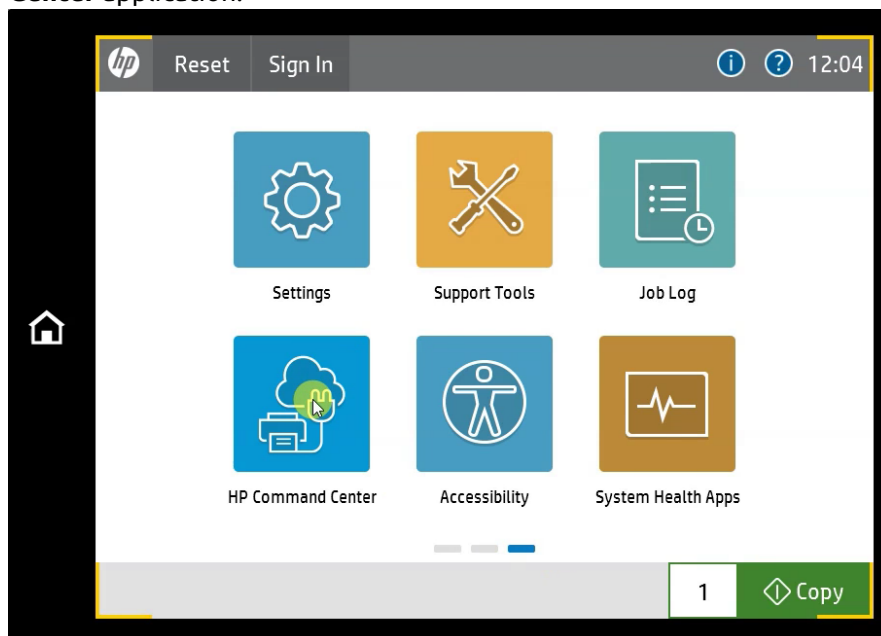 Center application.
hp Reset Sign In i ? 12:04
Settings Support Tools Job Log
HP Command Center Accessibility System Health Apps
1 Copy